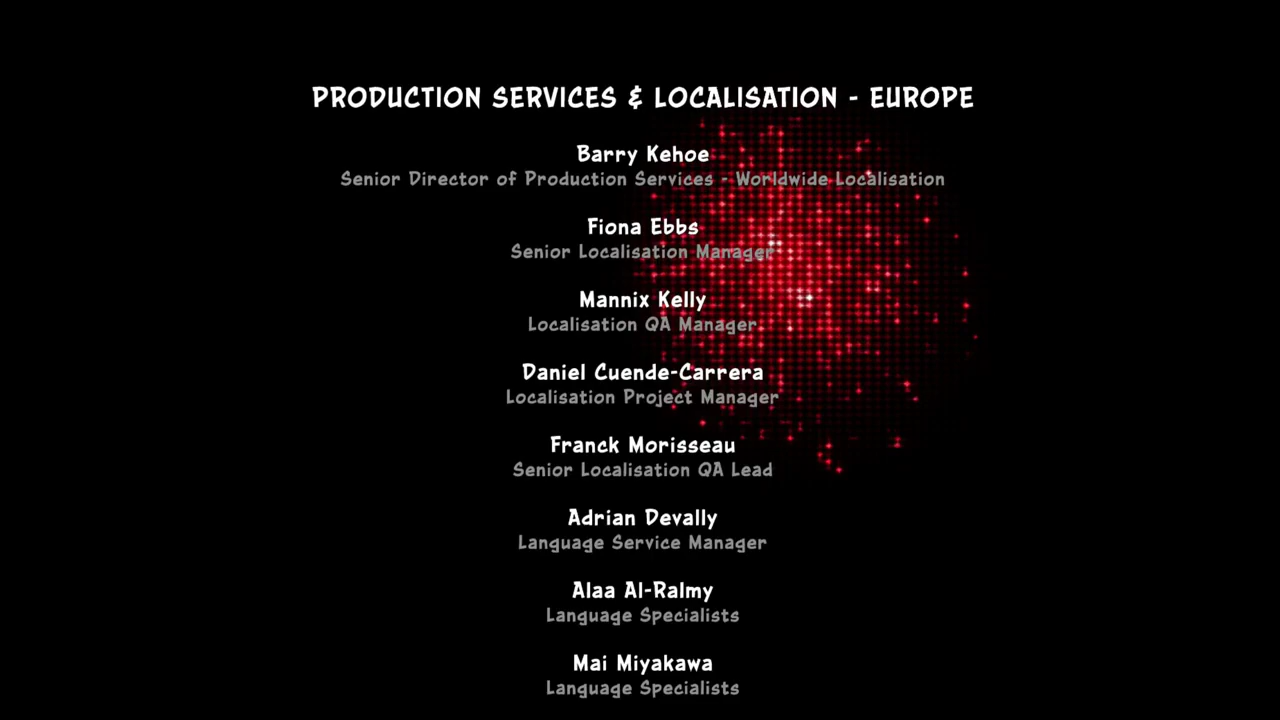 PRODUCTION SERVICES & LOCALISATION - EUROPE
Barry Kehoe
Senior Director of Production Services - Worldwide Localisation
Fiona Ebbs
Senior Localisation Manager
Mannix Kelly
Localisation QA Manager
Daniel Cuende-Carrera
Localisation Project Manager
Franck Morisseau
Senior Localisation QA Lead
Adrian Devally
Language Service Manager
Alaa Al-Ralmy
Language Specialists
Mai Miyakawa
Language Specialists